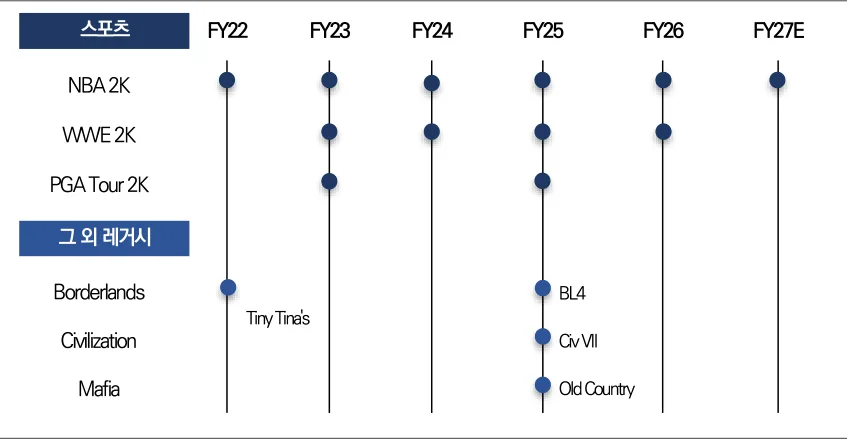 스포츠 FY22 FY23 FY24 FY25 FY26 FY27E
NBA 2K
WWE 2K
PGA Tour 2K
그 외 레거시
Borderlands BL4
Tiny Tina's
Civilization Civ VII
Mafia Old Country